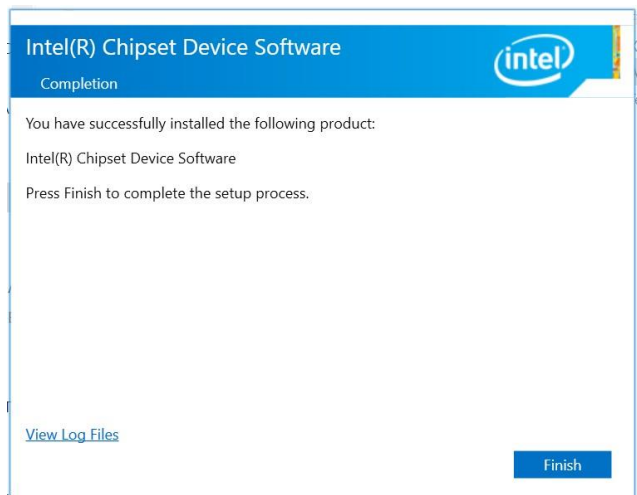 Intel(R) Chipset Device Software
intel
Completion
You have successfully installed the following product:
Intel(R) Chipset Device Software
Press Finish to complete the setup process.
View Log Files
Finish